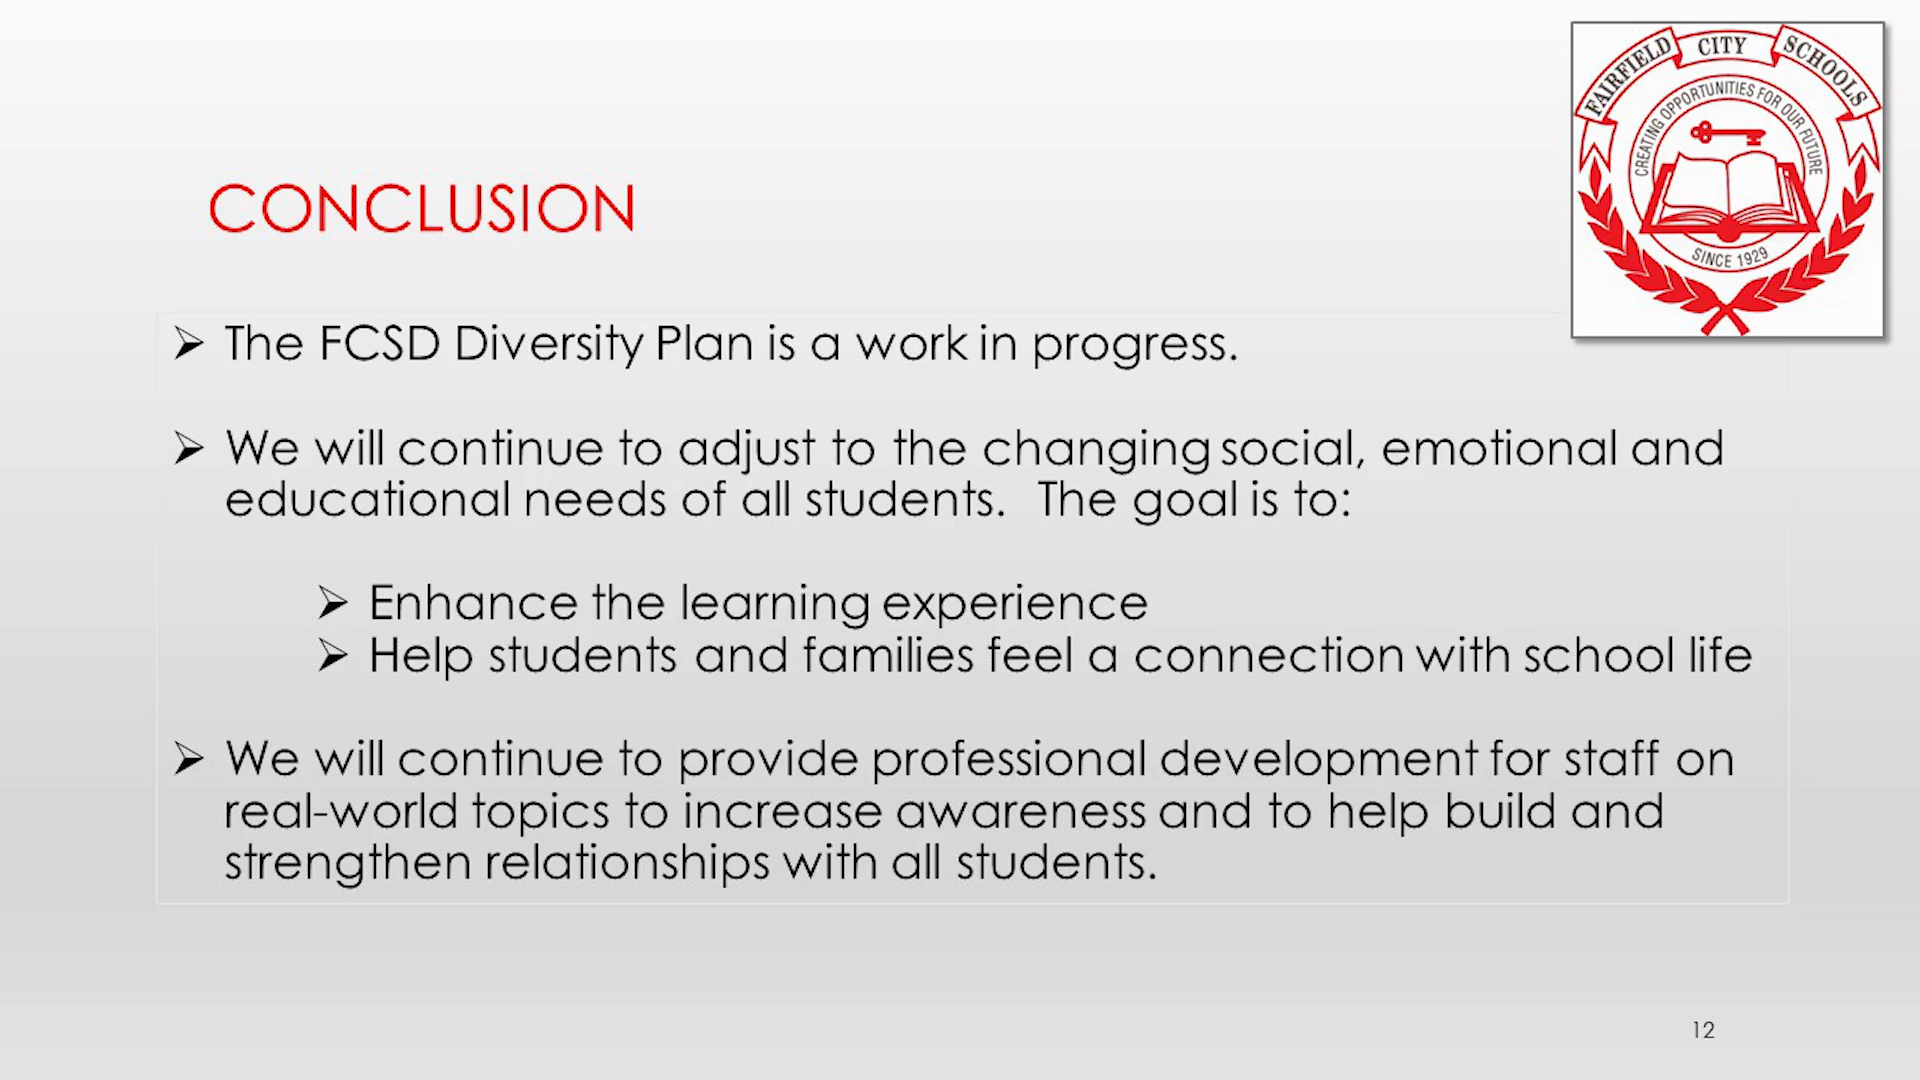 FAIRFIELD CITY SCHOOLS
CREATING OPPORTUNITIES FOR OUR FUTURE
SINCE 1929
CONCLUSION
➢ The FCSD Diversity Plan is a work in progress.
➢ We will continue to adjust to the changing social, emotional and
educational needs of all students.  The goal is to:
➢ Enhance the learning experience
➢ Help students and families feel a connection with school life
➢ We will continue to provide professional development for staff on
real-world topics to increase awareness and to help build and
strengthen relationships with all students.
12